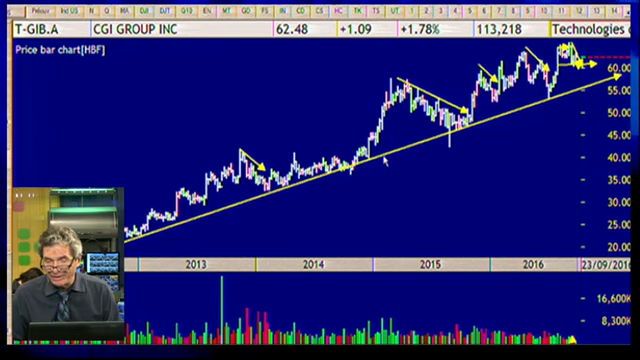 T-GIB.A CGI GROUP INC 62.48 +1.09 +1.78% 113,218 Technologies
Price bar chart[HBF]
60.00
55.00
50.00
45.00
40.00
35.00
30.00
25.00
20.00
2013 2014 2015 2016 23/09/2016
16,600K
8,300K